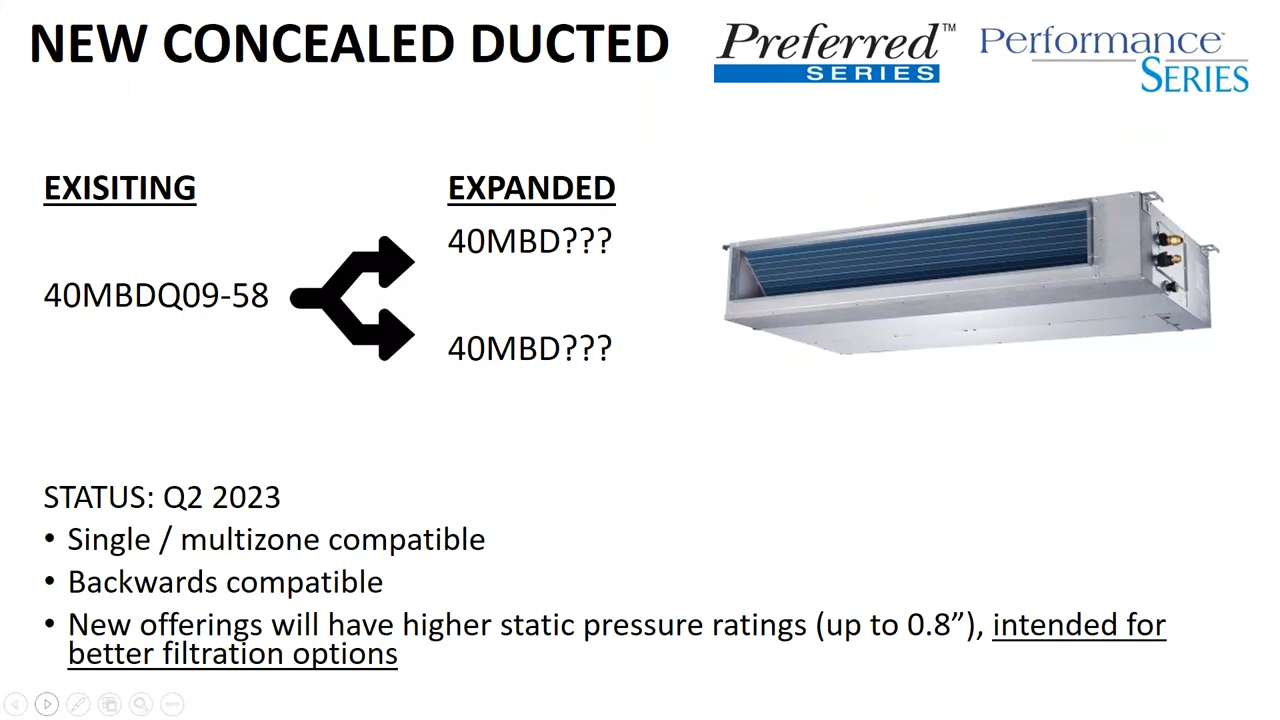 NEW CONCEALED DUCTED
Preferred™
SERIES
Performance™
SERIES
EXISITING
EXPANDED
40MBD???
40MBDQ09-58
40MBD???
STATUS: Q2 2023
• Single / multizone compatible
• Backwards compatible
• New offerings will have higher static pressure ratings (up to 0.8”), intended for
better filtration options